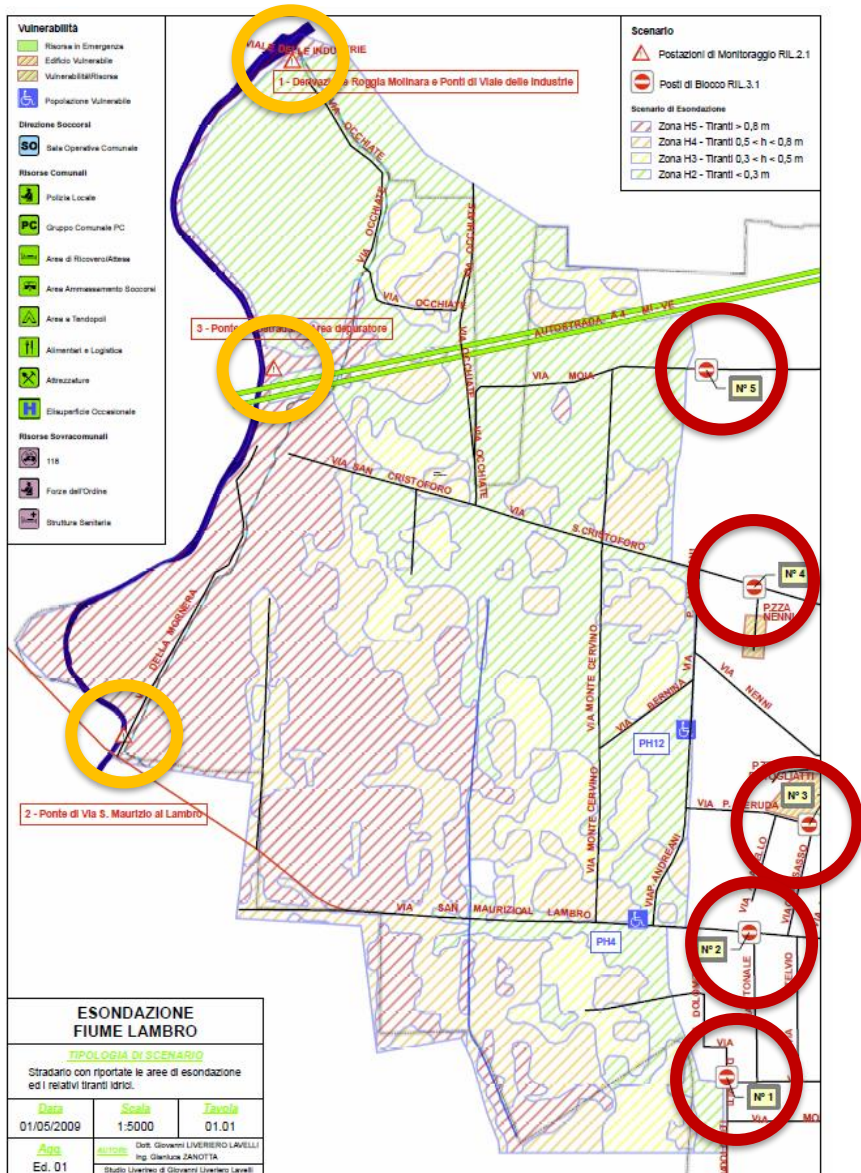 Vulnerabilità
Risorsa in Emergenza
Edificio Vulnerabile
Vulnerabilità/Risorsa
Popolazione Vulnerabile
Direzione Soccorsi
SO Sala Operativa Comunale
Risorse Comunali
Polizia Locale
PC Gruppo Comunale PC
Area di Ricovero/Attesa
Area Ammassamento Soccorsi
Area a Tendopoli
Alimentari e Logistica
Attrezzature
H Elisuperficie Occasionale
Risorse Sovracomunali
118
Forze dell'Ordine
Struttura Sanitaria
Scenario
Postazioni di Monitoraggio RIL.2.1
Posti di Blocco RIL.3.1
Scenario di Esondazione
Zona H5 - Tiranti > 0,8 m
Zona H4 - Tiranti 0,5 < h < 0,8 m
Zona H3 - Tiranti 0,3 < h < 0,5 m
Zona H2 - Tiranti < 0,3 m
VIALE DELLE INDUSTRIE
1 - Derivazione Roggia Molinara e Ponti di Viale delle Industrie
VIA OCCHIATE
VIA OCCHIATE
VIA OCCHIATE
VIA OCCHIATE
VIA OCCHIATE
VIA OCCHIATE
AUTOSTRADA A4 MI - VE
3 - Ponte
area depuratore
VIA MOIA
N° 5
VIA SAN CRISTOFORO
VIA S.CRISTOFORO
N° 4
P.ZZA NENNI
VIA NENNI
DELLA MORNERA
VIA MONTE CERVINO
VIA MONTE CERVINO
VIA BERNINA
VIA
PH12
N° 3
VIA P.
VIA P. ANDREANI
2 - Ponte di Via S. Maurizio al Lambro
VIA SAN MAURIZIO AL LAMBRO
PH4
N° 2
VIA
N° 1
VIA
ESONDAZIONE
FIUME LAMBRO
TIPOLOGIA DI SCENARIO
Stradario con riportate le aree di esondazione
ed i relativi tiranti idrici.
Data Scala Tavola
01/05/2009 1:5000 01.01
Agg. AUTORI: Dott. Giovanni LIVERIERO LAVELLI
Ing. Gianluca ZANOTTA
Ed. 01
Studio Liveriero di Giovanni Liveriero Lavelli